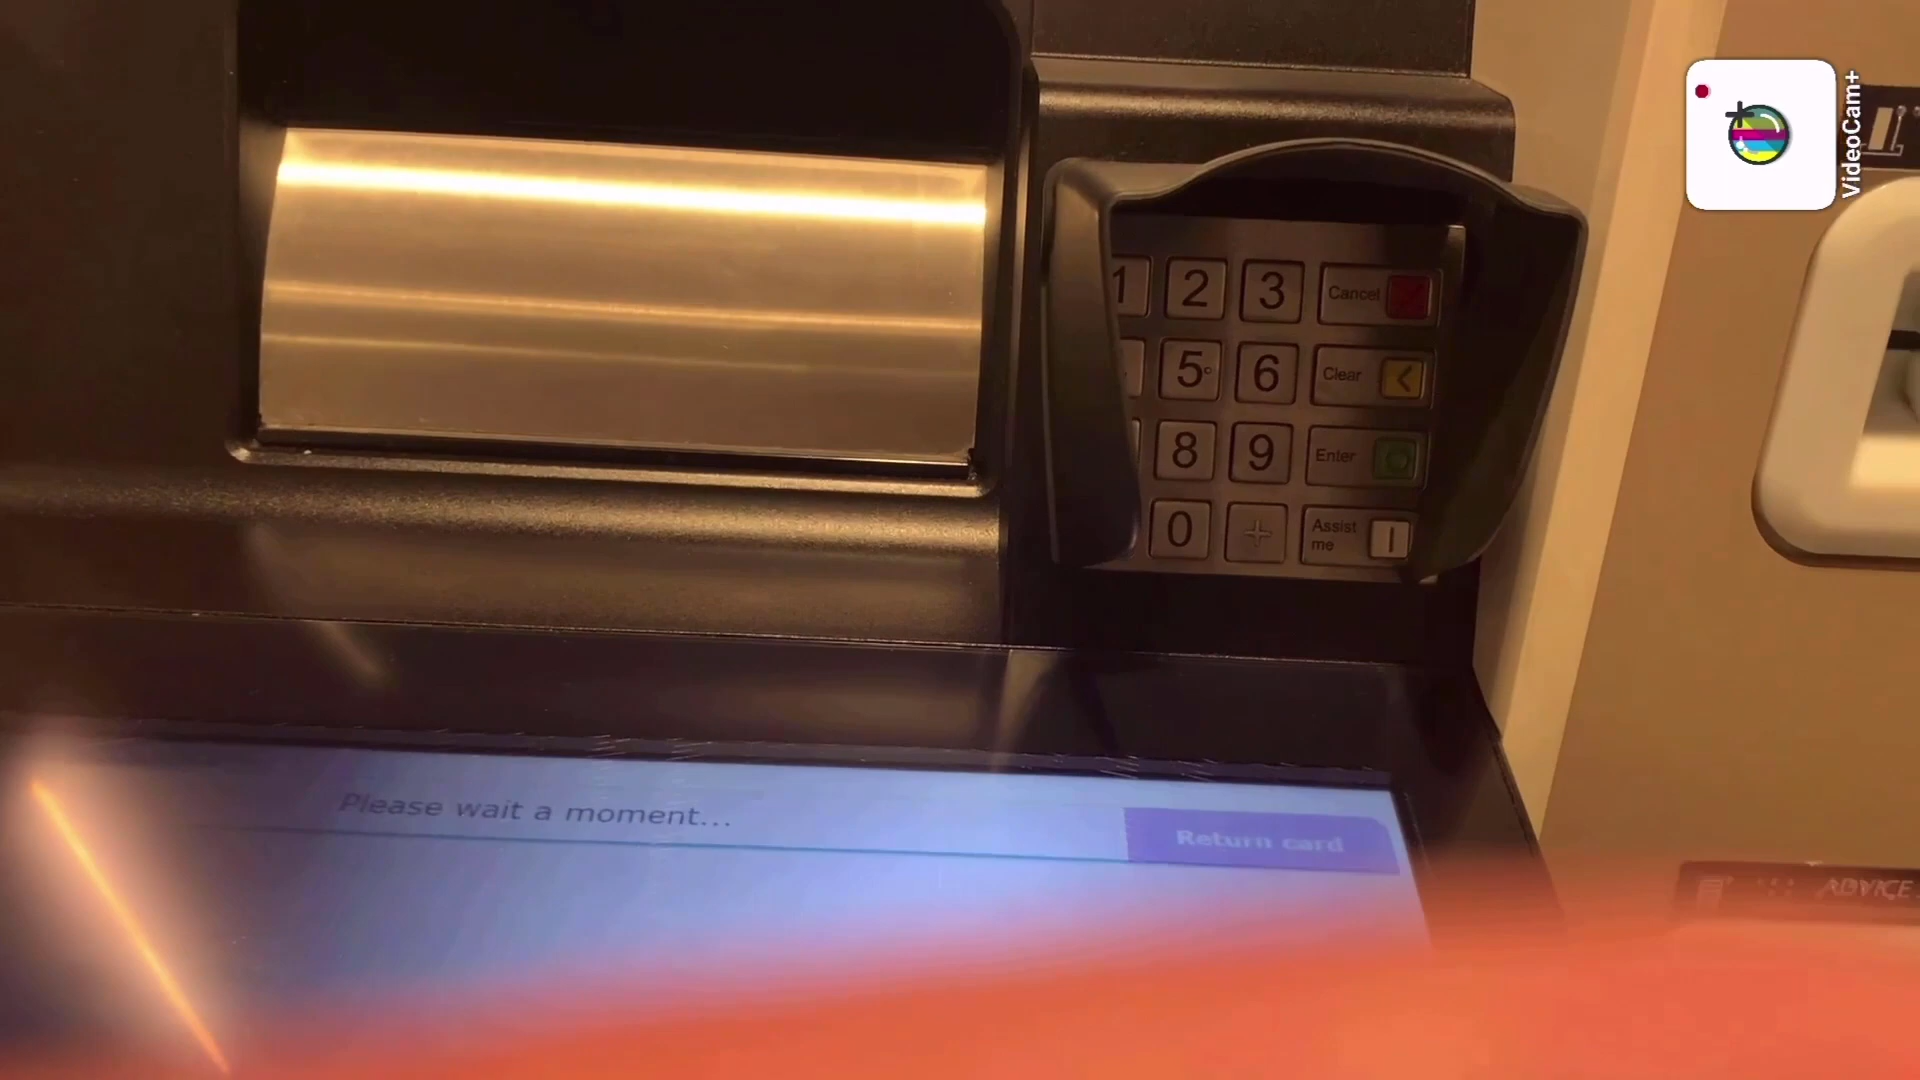 VideoCam+
1
2
3
Cancel
5
6
Clear
8
9
Enter
0
Assist
me
Please wait a moment...
Return card
ADVICE